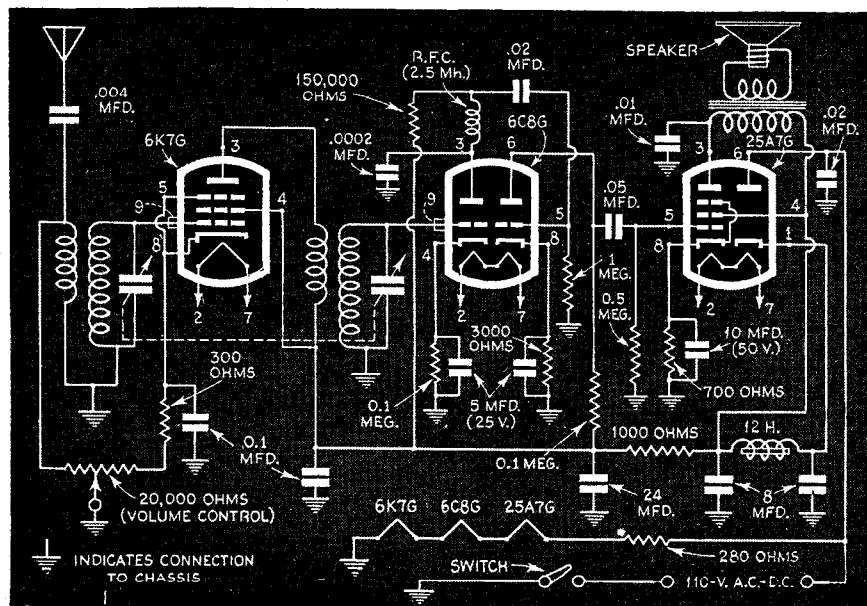 .004
MFD.
6K7G
3
5
4
9
8
2
7
300
OHMS
0.1
MFD.
20,000 OHMS
(VOLUME CONTROL)
INDICATES CONNECTION
TO CHASSIS
150,000
OHMS
R.F.C.
(2.5 Mh.)
.02
MFD.
.0002
MFD.
3
6
6C8G
9
5
4
8
2
7
1
MEG.
3000
OHMS
0.1
MEG.
5 MFD.
(25 V.)
0.1 MEG.
.05
MFD.
0.5
MEG.
SPEAKER
.01
MFD.
3
6
25A7G
.02
MFD.
5
4
8
1
2
7
10 MFD.
(50 V.)
700 OHMS
1000 OHMS
12 H.
24
MFD.
8
MFD.
6K7G
6C8G
25A7G
*
280 OHMS
SWITCH
110-V. A.C.-D.C.